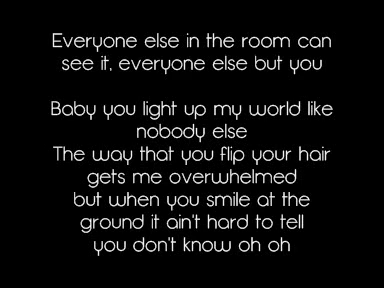 Everyone else in the room can
see it, everyone else but you
Baby you light up my world like
nobody else
The way that you flip your hair
gets me overwhelmed
but when you smile at the
ground it ain't hard to tell
you don't know oh oh